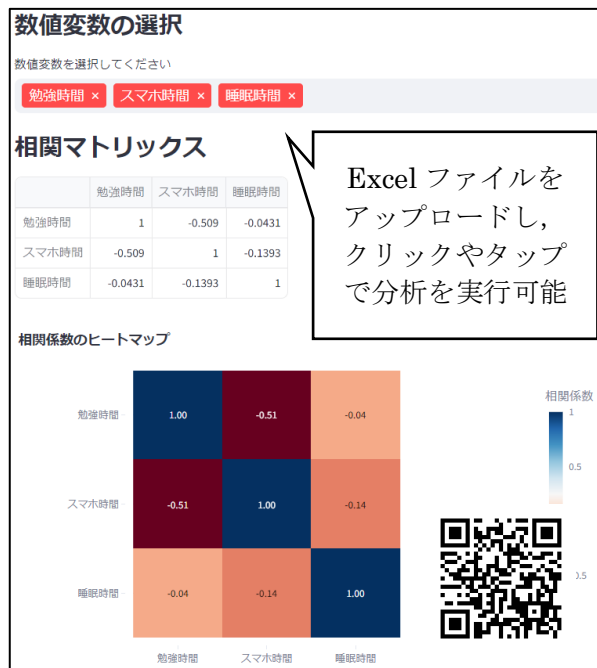 数値変数の選択
数値変数を選択してください
勉強時間 × スマホ時間 × 睡眠時間 ×
相関マトリックス
勉強時間 スマホ時間 睡眠時間
勉強時間 1 -0.509 -0.0431
スマホ時間 -0.509 1 -0.1393
睡眠時間 -0.0431 -0.1393 1
Excel ファイルを
アップロードし,
クリックやタップ
で分析を実行可能
相関係数のヒートマップ
相関係数
1
0.5
0.5
勉強時間 1.00 -0.51 -0.04
スマホ時間 -0.51 1.00 -0.14
睡眠時間 -0.04 -0.14 1.00
勉強時間 スマホ時間 睡眠時間